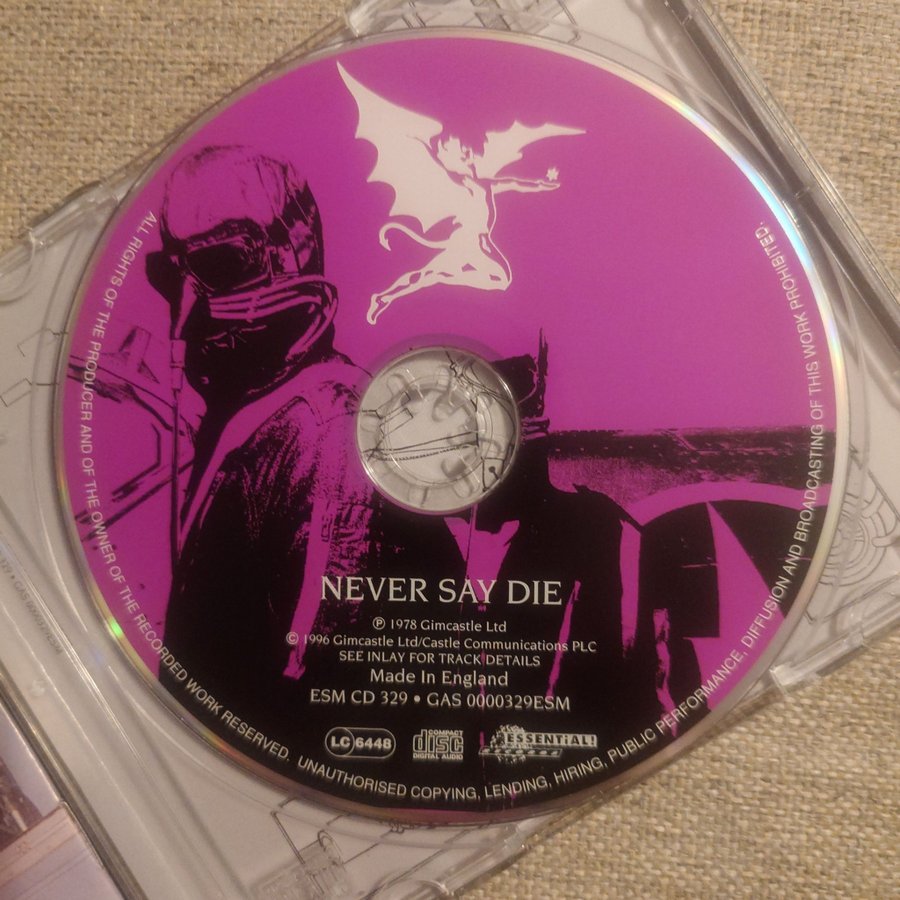 NEVER SAY DIE
℗ 1978 Gimcastle Ltd
© 1996 Gimcastle Ltd/Castle Communications PLC
SEE INLAY FOR TRACK DETAILS
Made In England
ESM CD 329 • GAS 0000329ESM
LC 6448
COMPACT
disc
DIGITAL AUDIO
ESSENTiAL!
ALL RIGHTS OF THE PRODUCER AND OF THE OWNER OF THE RECORDED WORK RESERVED. UNAUTHORISED COPYING, LENDING, HIRING, PUBLIC PERFORMANCE, DIFFUSION AND BROADCASTING OF THIS WORK PROHIBITED.